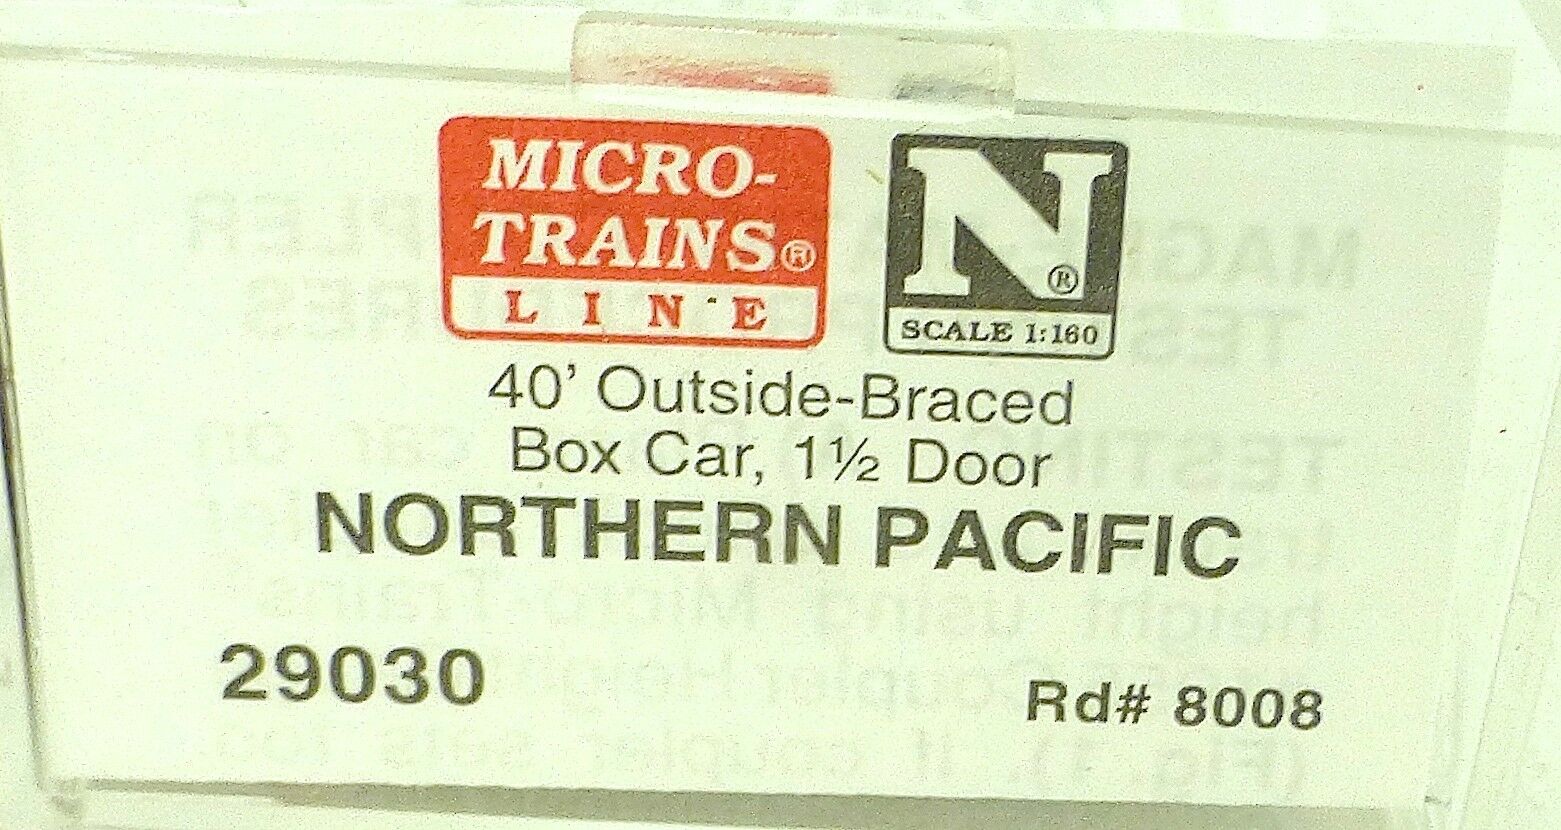 MICRO-
TRAINS®
LINE
N®
SCALE 1:160
40' Outside-Braced
Box Car, 1½ Door
NORTHERN PACIFIC
29030
Rd# 8008